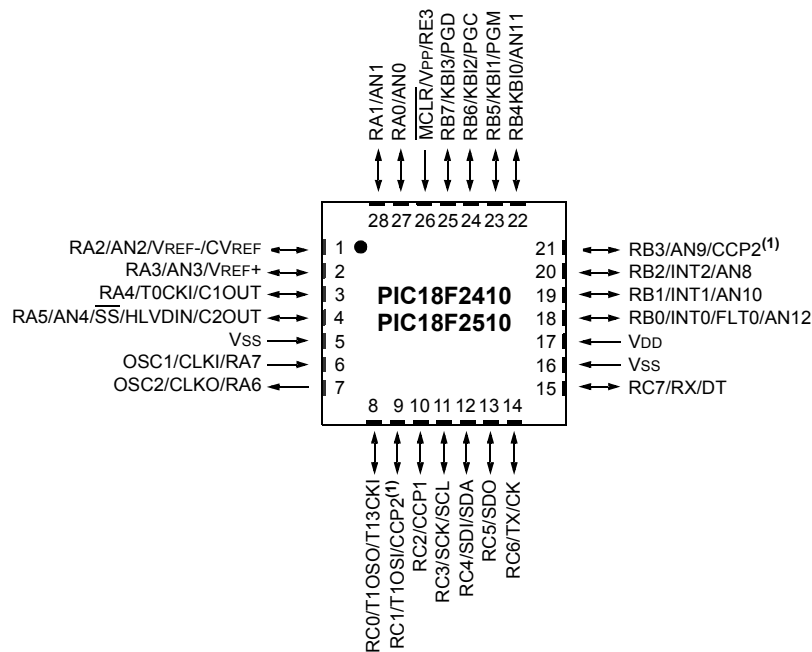 RA1/AN1
RA0/AN0
MCLR/VPP/RE3
RB7/KBI3/PGD
RB6/KBI2/PGC
RB5/KBI1/PGM
RB4KBI0/AN11
28 27 26 25 24 23 22
RA2/AN2/VREF-/CVREF 1
RA3/AN3/VREF+ 2
RA4/T0CKI/C1OUT 3
RA5/AN4/SS/HLVDIN/C2OUT 4
VSS 5
OSC1/CLKI/RA7 6
OSC2/CLKO/RA6 7
PIC18F2410
PIC18F2510
21 RB3/AN9/CCP2(1)
20 RB2/INT2/AN8
19 RB1/INT1/AN10
18 RB0/INT0/FLT0/AN12
17 VDD
16 VSS
15 RC7/RX/DT
8 9 10 11 12 13 14
RC0/T1OSO/T13CKI
RC1/T1OSI/CCP2(1)
RC2/CCP1
RC3/SCK/SCL
RC4/SDI/SDA
RC5/SDO
RC6/TX/CK